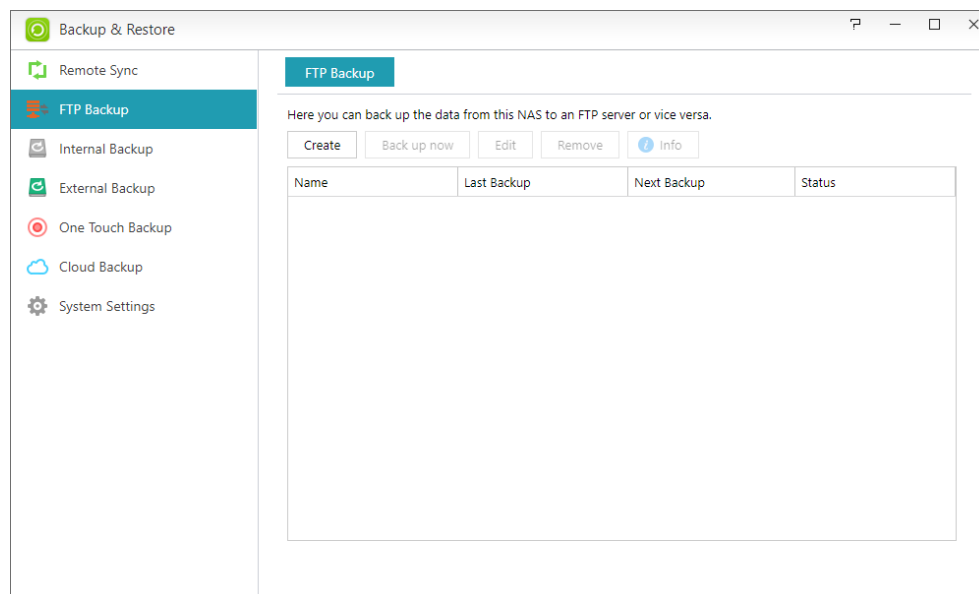 Backup & Restore
Remote Sync
FTP Backup
Internal Backup
External Backup
One Touch Backup
Cloud Backup
System Settings
FTP Backup
Here you can back up the data from this NAS to an FTP server or vice versa.
Create Back up now Edit Remove i Info
Name Last Backup Next Backup Status